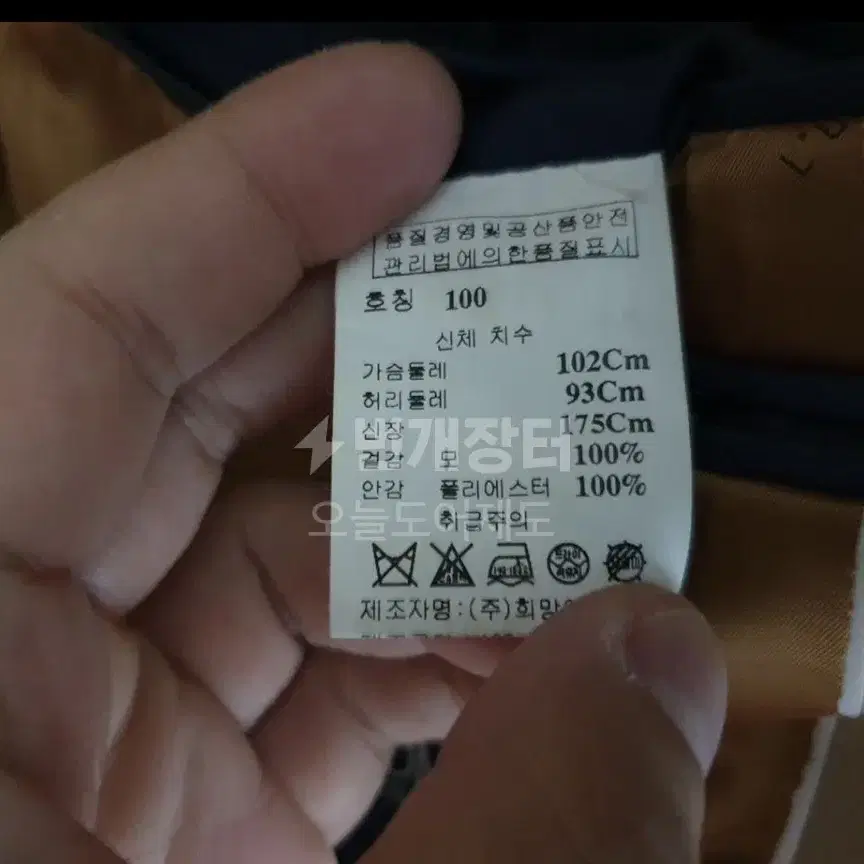 품질경영및공산품안전
관리법에의한품질표시
호칭 100
신체 치수
가슴둘레 102Cm
허리둘레 93Cm
신장 175Cm
번개장터
겉감 모 100%
안감 폴리에스터 100%
오늘도어제도
취급주의
제조자명:(주)희망